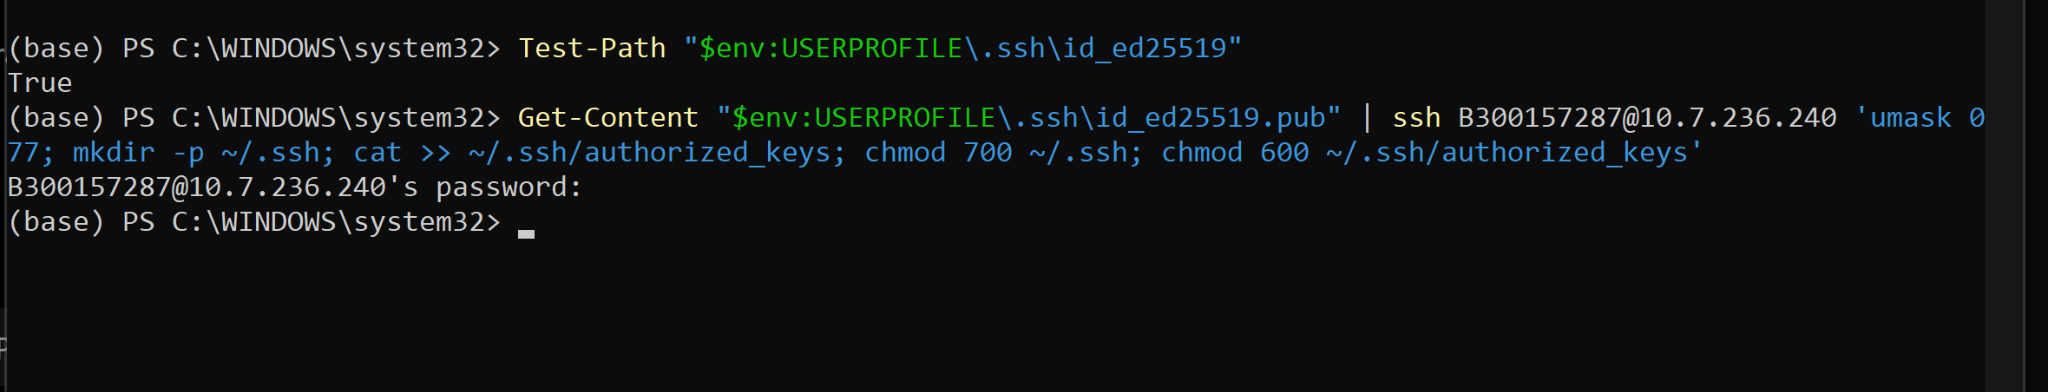 (base) PS C:\WINDOWS\system32> Test-Path "$env:USERPROFILE\.ssh\id_ed25519"
True
(base) PS C:\WINDOWS\system32> Get-Content "$env:USERPROFILE\.ssh\id_ed25519.pub" | ssh B300157287@10.7.236.240 'umask 0
77; mkdir -p ~/.ssh; cat >> ~/.ssh/authorized_keys; chmod 700 ~/.ssh; chmod 600 ~/.ssh/authorized_keys'
B300157287@10.7.236.240's password:
(base) PS C:\WINDOWS\system32>